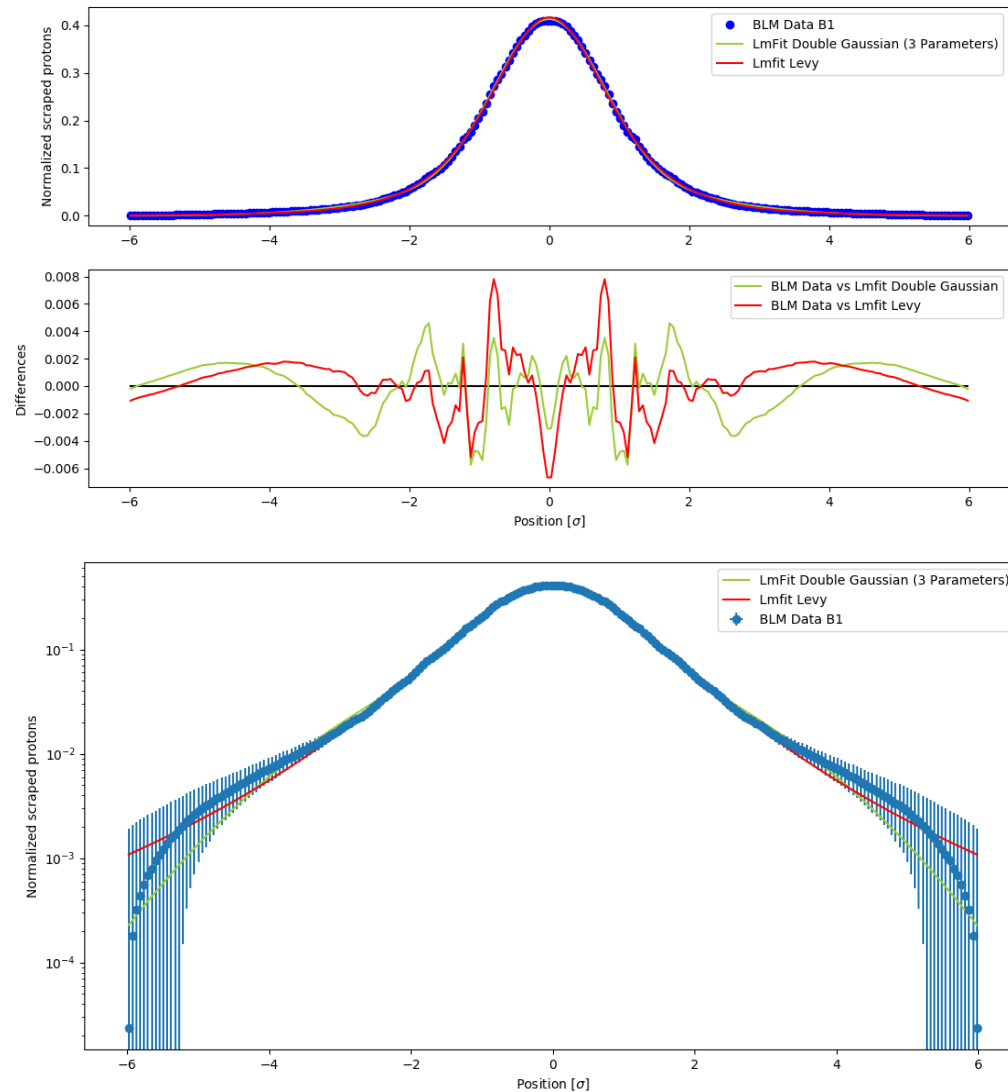 Normalized scraped protons
0.4
0.3
0.2
0.1
0.0
BLM Data B1
LmFit Double Gaussian (3 Parameters)
Lmfit Levy
−6 −4 −2 0 2 4 6
Differences
0.008
0.006
0.004
0.002
0.000
−0.002
−0.004
−0.006
BLM Data vs Lmfit Double Gaussian
BLM Data vs Lmfit Levy
−6 −4 −2 0 2 4 6
Position [σ]
Normalized scraped protons
10⁻¹
10⁻²
10⁻³
10⁻⁴
LmFit Double Gaussian (3 Parameters)
Lmfit Levy
BLM Data B1
−6 −4 −2 0 2 4 6
Position [σ]